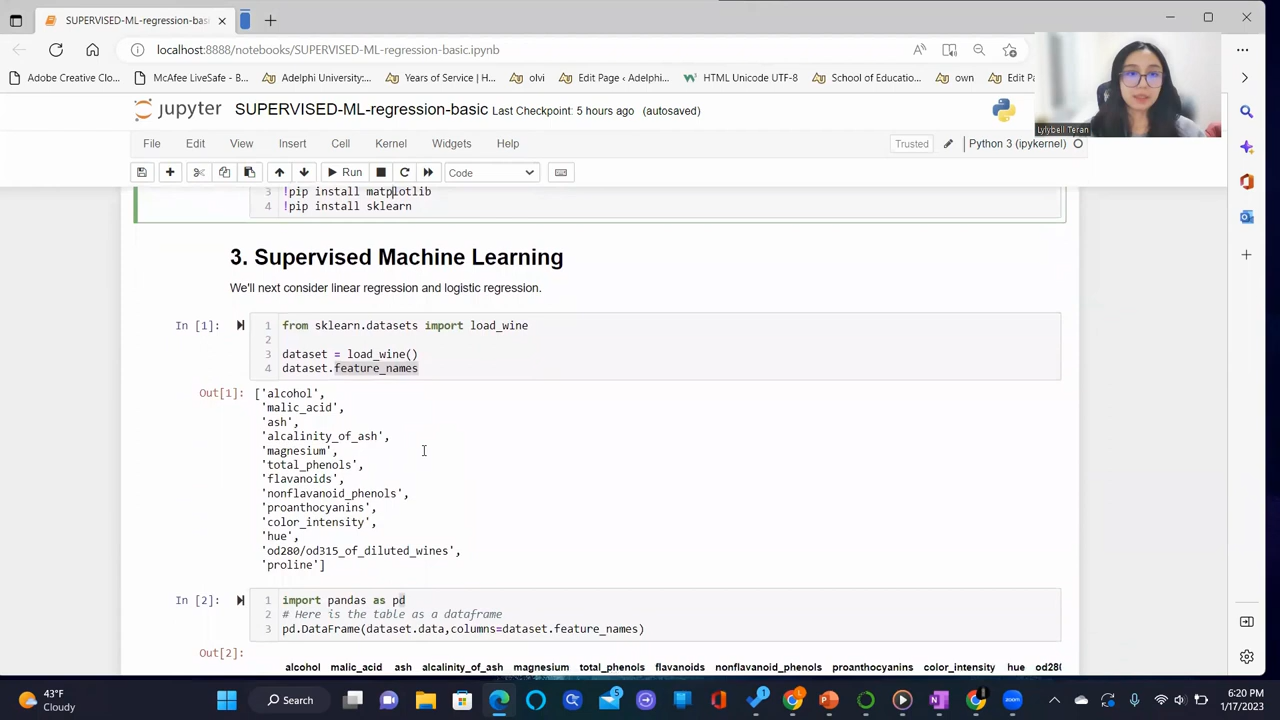 SUPERVISED-ML-regression-basic
localhost:8888/notebooks/SUPERVISED-ML-regression-basic.ipynb
Adobe Creative Clo...
McAfee LiveSafe - B...
Adelphi University:...
Years of Service | H...
olvi
Edit Page ‹ Adelphi...
HTML Unicode UTF-8
School of Educatio...
own
Edit Pa
jupyter SUPERVISED-ML-regression-basic Last Checkpoint: 5 hours ago (autosaved)
Lylybell Teran
File Edit View Insert Cell Kernel Widgets Help Trusted Python 3 (ipykernel)
Run Code
3 !pip install matplotlib
4 !pip install sklearn
3. Supervised Machine Learning
We'll next consider linear regression and logistic regression.
In [1]: 1 from sklearn.datasets import load_wine
2
3 dataset = load_wine()
4 dataset.feature_names
Out[1]: ['alcohol',
'malic_acid',
'ash',
'alcalinity_of_ash',
'magnesium',
'total_phenols',
'flavanoids',
'nonflavanoid_phenols',
'proanthocyanins',
'color_intensity',
'hue',
'od280/od315_of_diluted_wines',
'proline']
In [2]: 1 import pandas as pd
2 # Here is the table as a dataframe
3 pd.DataFrame(dataset.data,columns=dataset.feature_names)
Out[2]:
alcohol malic_acid ash alcalinity_of_ash magnesium total_phenols flavanoids nonflavanoid_phenols proanthocyanins color_intensity hue od280
43°F
Cloudy
Search
5
1
6:20 PM
1/17/2023